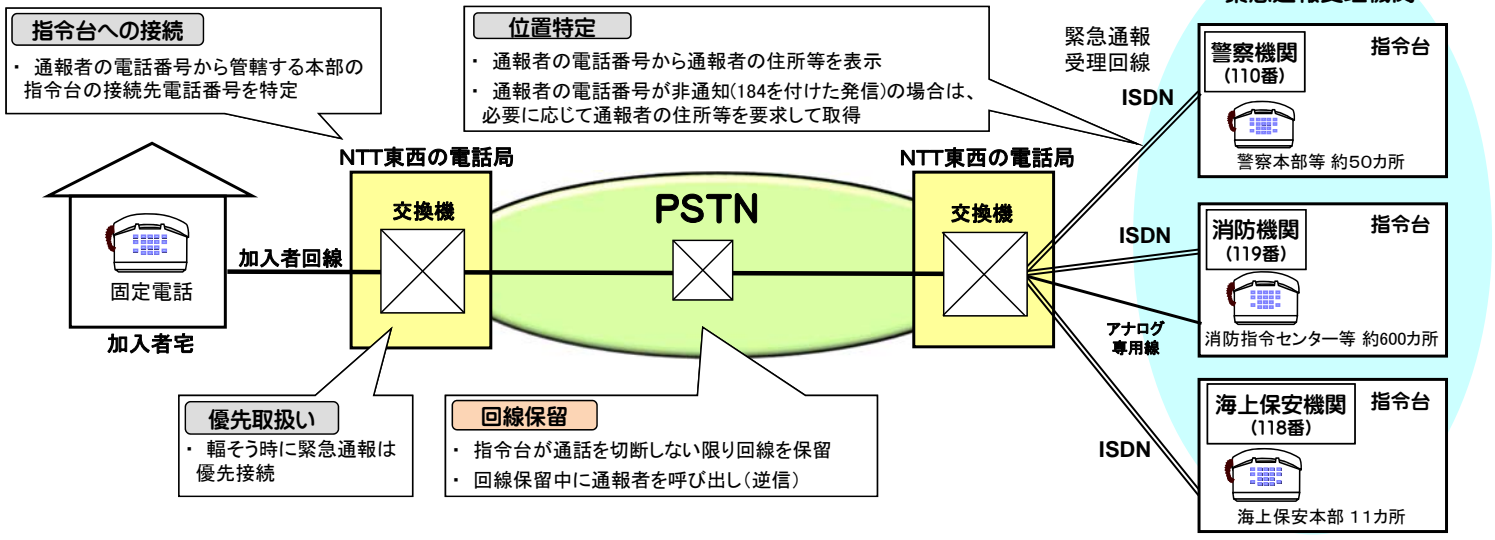 指令台への接続
・ 通報者の電話番号から管轄する本部の
指令台の接続先電話番号を特定
位置特定
・ 通報者の電話番号から通報者の住所等を表示
・ 通報者の電話番号が非通知(184を付けた発信)の場合は、
必要に応じて通報者の住所等を要求して取得
緊急通報
受理回線
NTT東西の電話局
交換機
PSTN
NTT東西の電話局
交換機
加入者回線
固定電話
加入者宅
ISDN
警察機関
(110番)
指令台
警察本部等 約50カ所
ISDN
消防機関
(119番)
指令台
アナログ
専用線
消防指令センター等 約600カ所
ISDN
海上保安機関
(118番)
指令台
海上保安本部 11カ所
優先取扱い
・ 輻そう時に緊急通報は
優先接続
回線保留
・ 指令台が通話を切断しない限り回線を保留
・ 回線保留中に通報者を呼び出し(逆信)